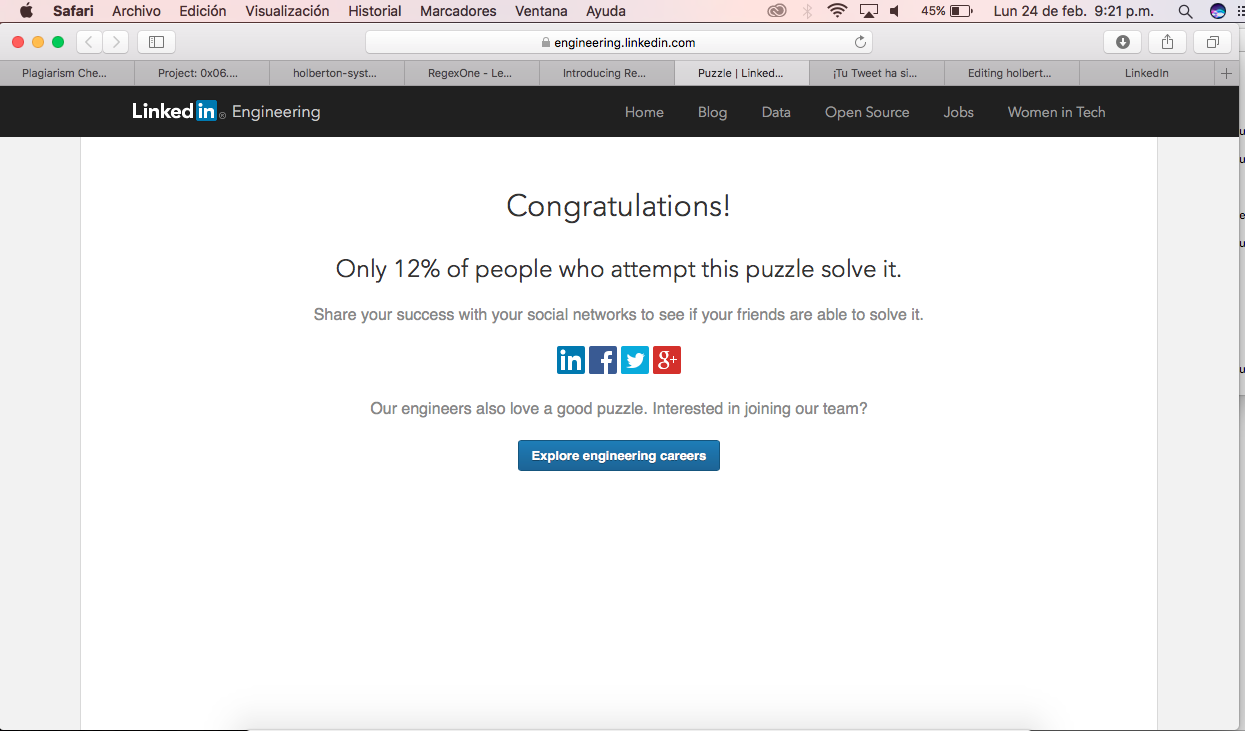 Safari Archivo Edición Visualización Historial Marcadores Ventana Ayuda 45% Lun 24 de feb. 9:21 p.m.
engineering.linkedin.com
Plagiarism Che... Project: 0x06.... holberton-syst... RegexOne - Le... Introducing Re... Puzzle | Linked... ¡Tu Tweet ha si... Editing holbert... LinkedIn
Linked in ® Engineering Home Blog Data Open Source Jobs Women in Tech
Congratulations!
Only 12% of people who attempt this puzzle solve it.
Share your success with your social networks to see if your friends are able to solve it.
in f g+
Our engineers also love a good puzzle. Interested in joining our team?
Explore engineering careers